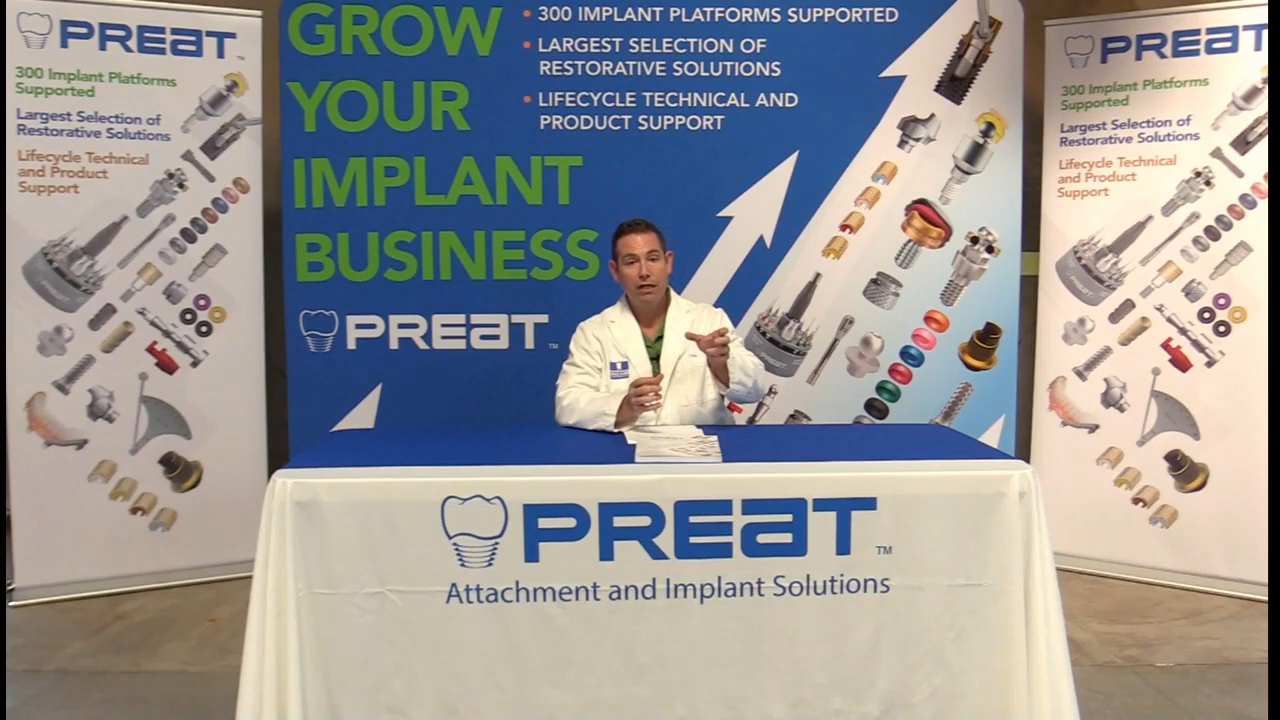 PREAT™
300 Implant Platforms
Supported
Largest Selection of
Restorative Solutions
Lifecycle Technical
and Product
Support
GROW
YOUR
IMPLANT
BUSINESS
PREAT™
• 300 IMPLANT PLATFORMS SUPPORTED
• LARGEST SELECTION OF
RESTORATIVE SOLUTIONS
• LIFECYCLE TECHNICAL AND
PRODUCT SUPPORT
PREAT
300 Implant Platforms
Supported
Largest Selection of
Restorative Solutions
Lifecycle Technical
and Product
Support
PREAT™
Attachment and Implant Solutions